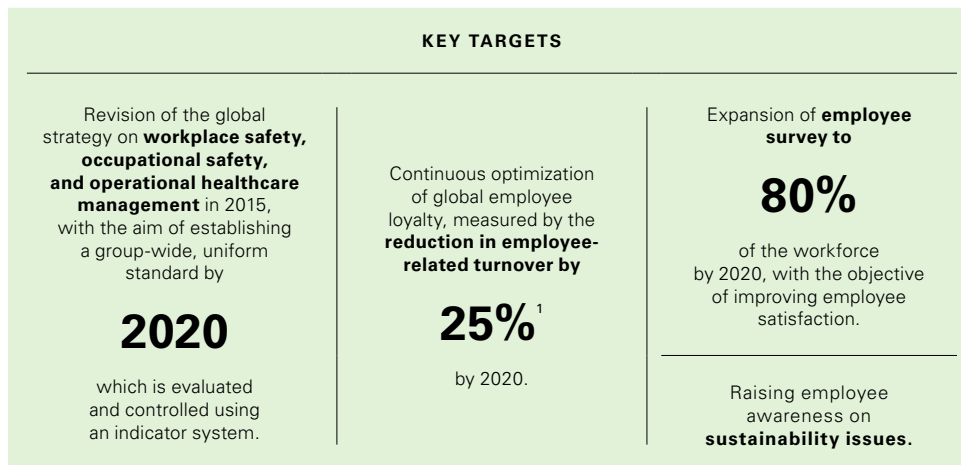 KEY TARGETS
Revision of the global
strategy on workplace safety,
occupational safety,
and operational healthcare
management in 2015,
with the aim of establishing
a group-wide, uniform
standard by
2020
which is evaluated
and controlled using
an indicator system.
Continuous optimization
of global employee
loyalty, measured by the
reduction in employee-
related turnover by
25%¹
by 2020.
Expansion of employee
survey to
80%
of the workforce
by 2020, with the objective
of improving employee
satisfaction.
Raising employee
awareness on
sustainability issues.